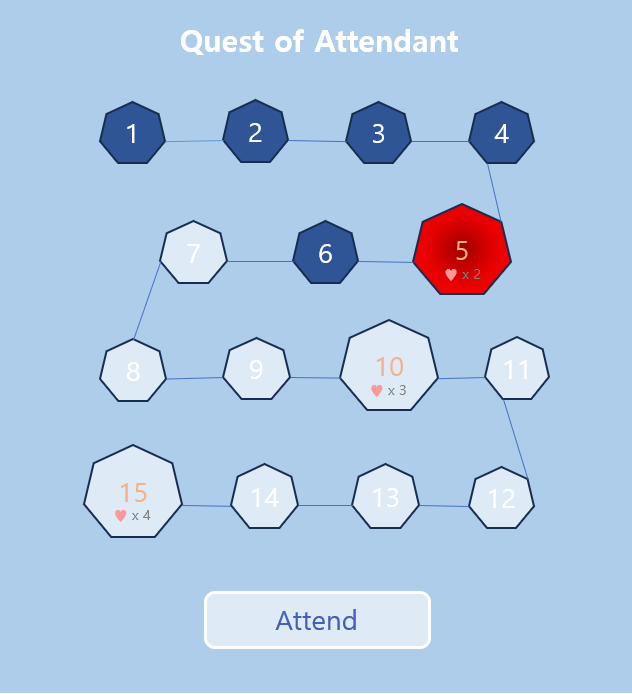 Quest of Attendant
1 2 3 4
7 6 5
♥ x 2
8 9 10 11
♥ x 3
15 14 13 12
♥ x 4
Attend